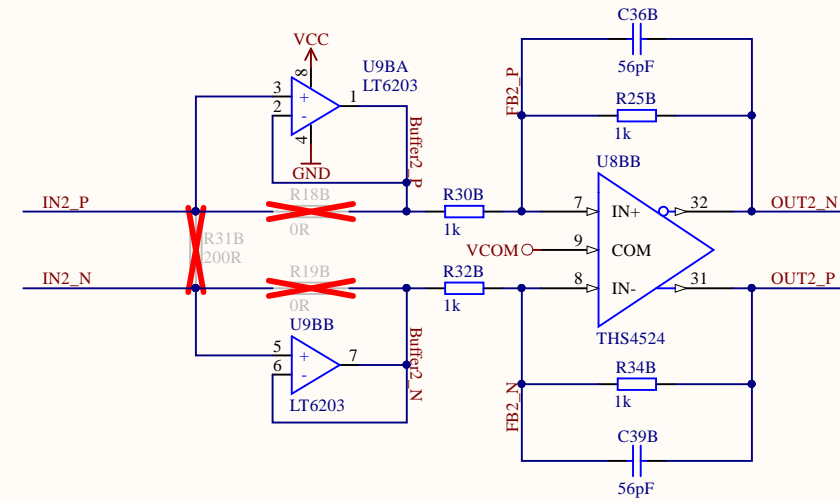 C36B
56pF
VCC
U9BA
LT6203
8
3
+
1
2
-
4
GND
Buffer2_P
FB2_P
R25B
1k
U8BB
IN2_P
R18B
0R
R30B
1k
7
IN+
32
OUT2_N
R31B
200R
VCOM
9
COM
IN2_N
R19B
0R
R32B
1k
8
IN-
31
OUT2_P
U9BB
5
+
7
6
-
LT6203
Buffer2_N
THS4524
FB2_N
R34B
1k
C39B
56pF